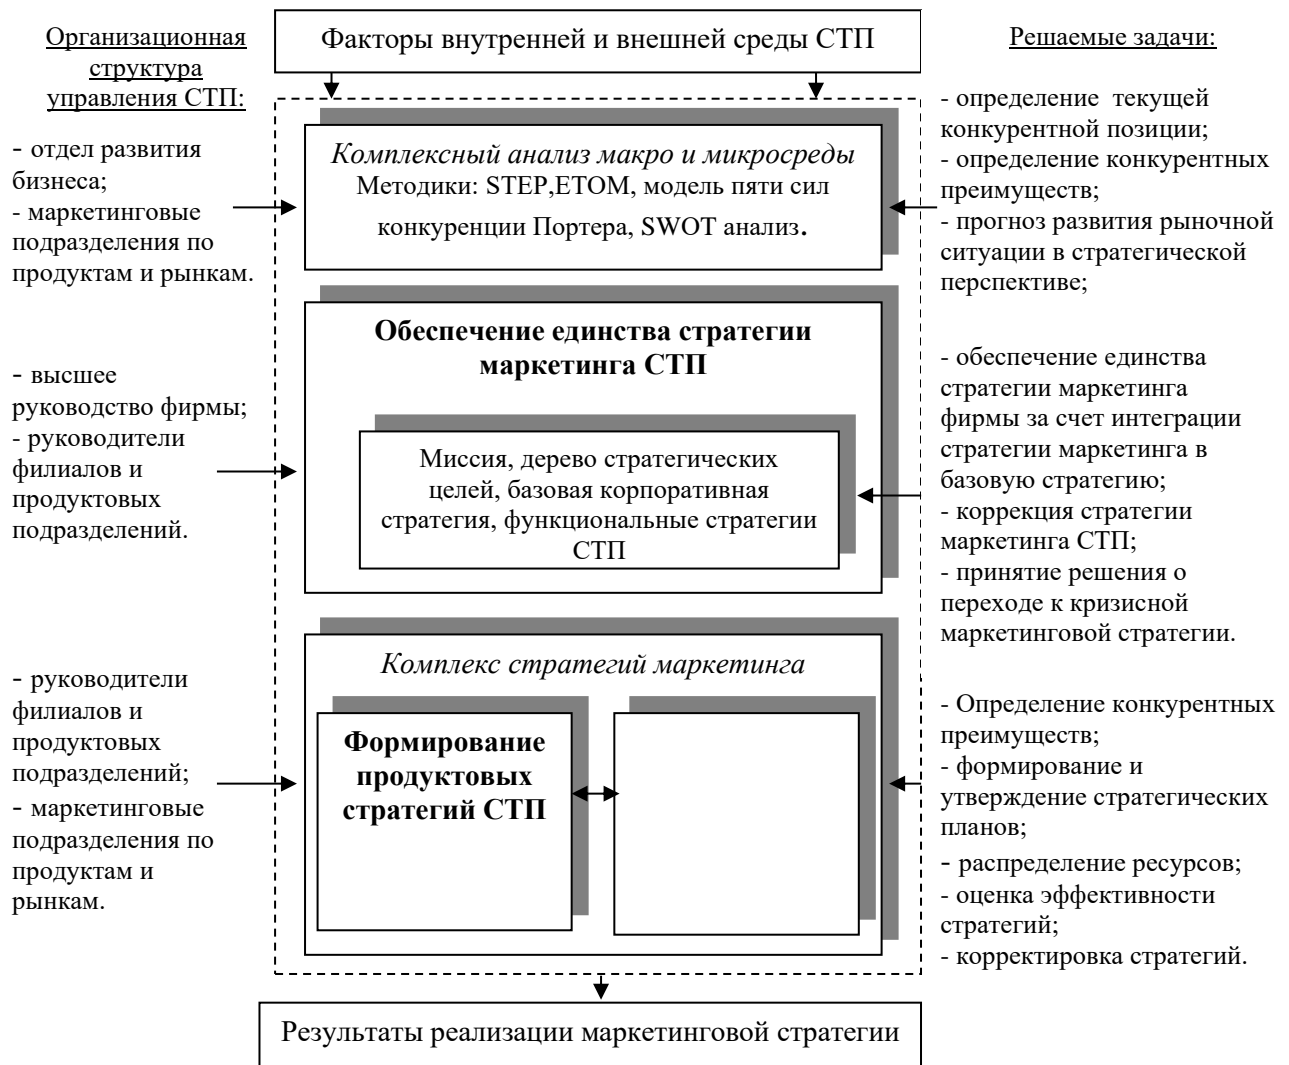 Организационная
структура
управления СТП:
- отдел развития
бизнеса;
- маркетинговые
подразделения по
продуктам и рынкам.
- высшее
руководство фирмы;
- руководители
филиалов и
продуктовых
подразделений.
- руководители
филиалов и
продуктовых
подразделений;
- маркетинговые
подразделения по
продуктам и
рынкам.
Факторы внутренней и внешней среды СТП
Комплексный анализ макро и микросреды
Методики: STEP,ETOM, модель пяти сил
конкуренции Портера, SWOT анализ.
Обеспечение единства стратегии
маркетинга СТП
Миссия, дерево стратегических
целей, базовая корпоративная
стратегия, функциональные стратегии
СТП
Комплекс стратегий маркетинга
Формирование
продуктовых
стратегий СТП
Результаты реализации маркетинговой стратегии
Решаемые задачи:
- определение текущей
конкурентной позиции;
- определение конкурентных
преимуществ;
- прогноз развития рыночной
ситуации в стратегической
перспективе;
- обеспечение единства
стратегии маркетинга
фирмы за счет интеграции
стратегии маркетинга в
базовую стратегию;
- коррекция стратегии
маркетинга СТП;
- принятие решения о
переходе к кризисной
маркетинговой стратегии.
- Определение конкурентных
преимуществ;
- формирование и
утверждение стратегических
планов;
- распределение ресурсов;
- оценка эффективности
стратегий;
- корректировка стратегий.